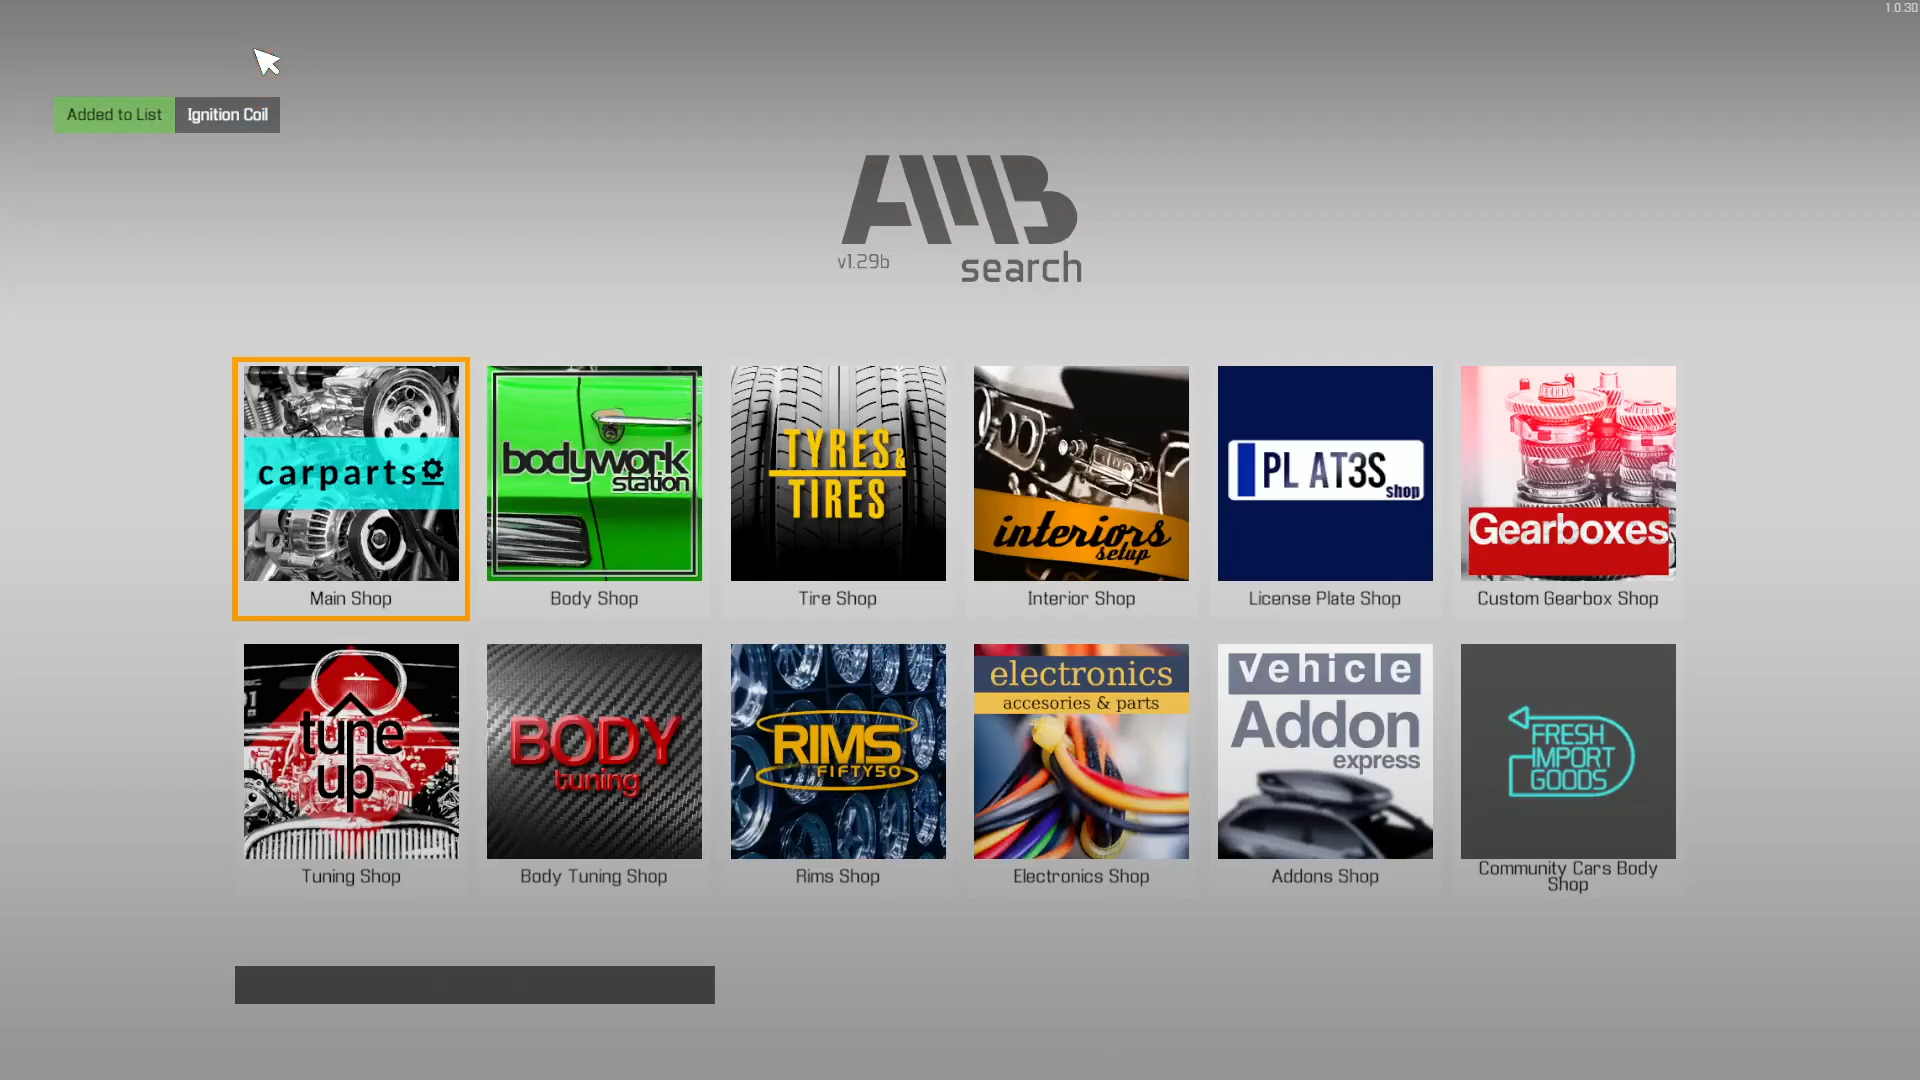 1.0.30
Added to List Ignition Coil
AMB
v1.29b search
carparts
bodywork
station
TYRES &
TIRES
interiors
setup
PL AT3S
shop
Gearboxes
Main Shop
Body Shop
Tire Shop
Interior Shop
License Plate Shop
Custom Gearbox Shop
tune
up
BODY
tuning
RIMS
FIFTY50
electronics
accesories & parts
vehicle
Addon
express
FRESH
IMPORT
GOODS
Tuning Shop
Body Tuning Shop
Rims Shop
Electronics Shop
Addons Shop
Community Cars Body
Shop